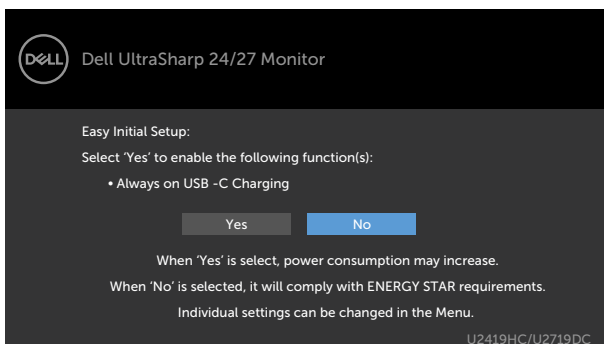 DELL
Dell UltraSharp 24/27 Monitor
Easy Initial Setup:
Select ‘Yes’ to enable the following function(s):
• Always on USB -C Charging
Yes No
When ‘Yes’ is select, power consumption may increase.
When ‘No’ is selected, it will comply with ENERGY STAR requirements.
Individual settings can be changed in the Menu.
U2419HC/U2719DC